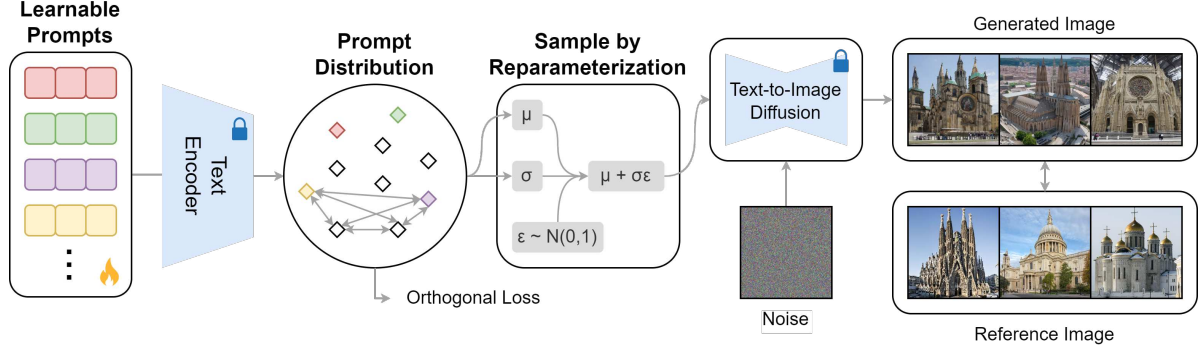 Learnable
Prompts
Text
Encoder
Prompt
Distribution
Orthogonal Loss
Sample by
Reparameterization
μ
σ
ε ~ N(0,1)
μ + σε
Text-to-Image
Diffusion
Noise
Generated Image
Reference Image